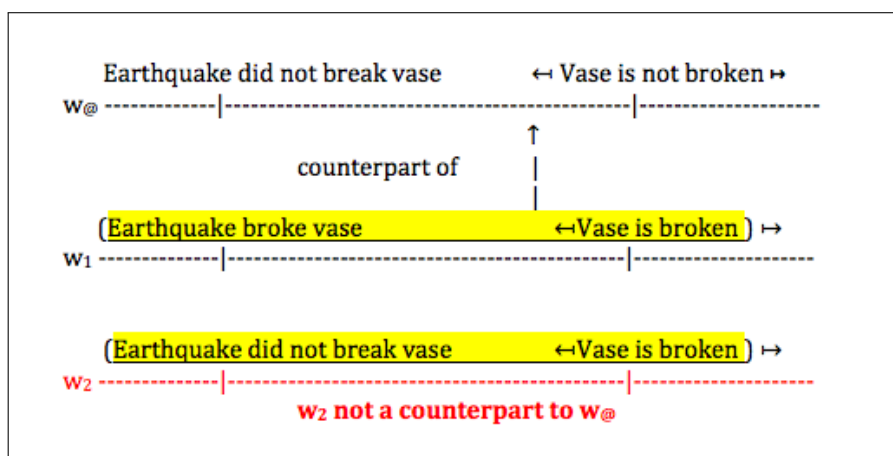 Earthquake did not break vase ↤ Vase is not broken ↦
w@ -------------|---------------------------------------------|--------------------
↑
counterpart of |
|
(Earthquake broke vase ↤Vase is broken ) ↦
w1 --------------|---------------------------------------------|--------------------
(Earthquake did not break vase ↤Vase is broken ) ↦
w2 --------------|---------------------------------------------|--------------------
w2 not a counterpart to w@